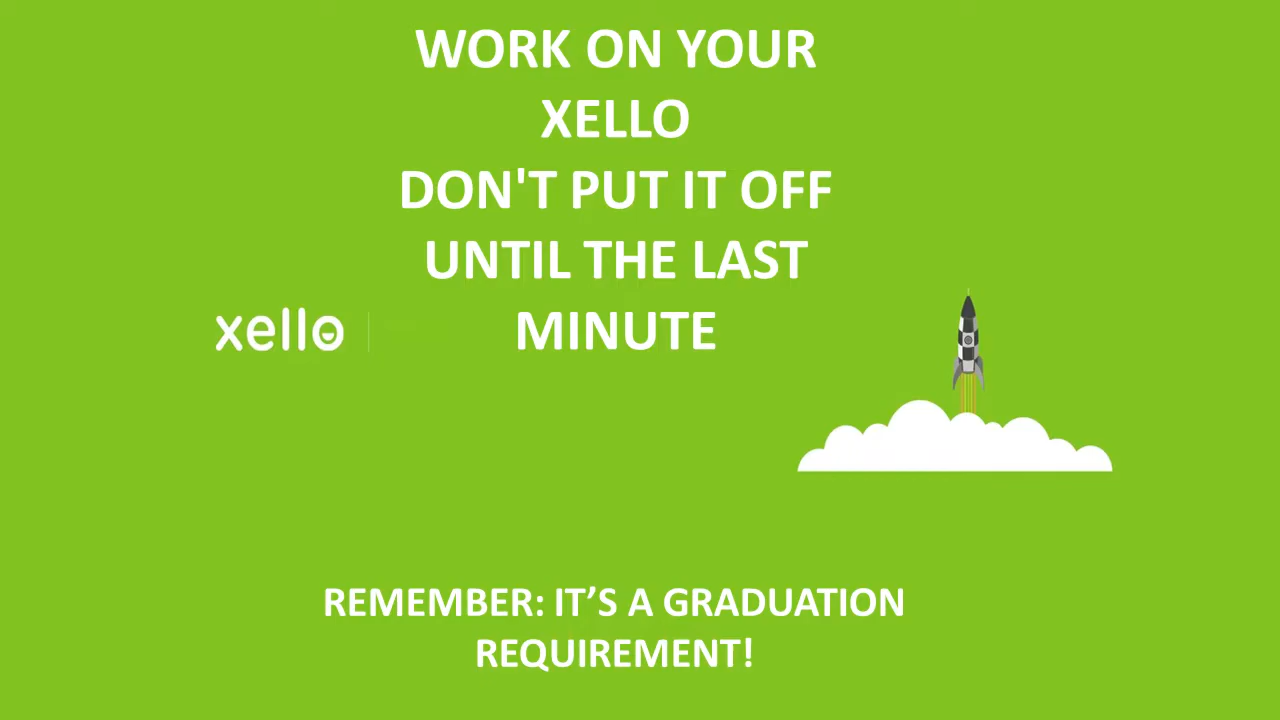 WORK ON YOUR
XELLO
DON'T PUT IT OFF
UNTIL THE LAST
MINUTE
xello
REMEMBER: IT’S A GRADUATION
REQUIREMENT!